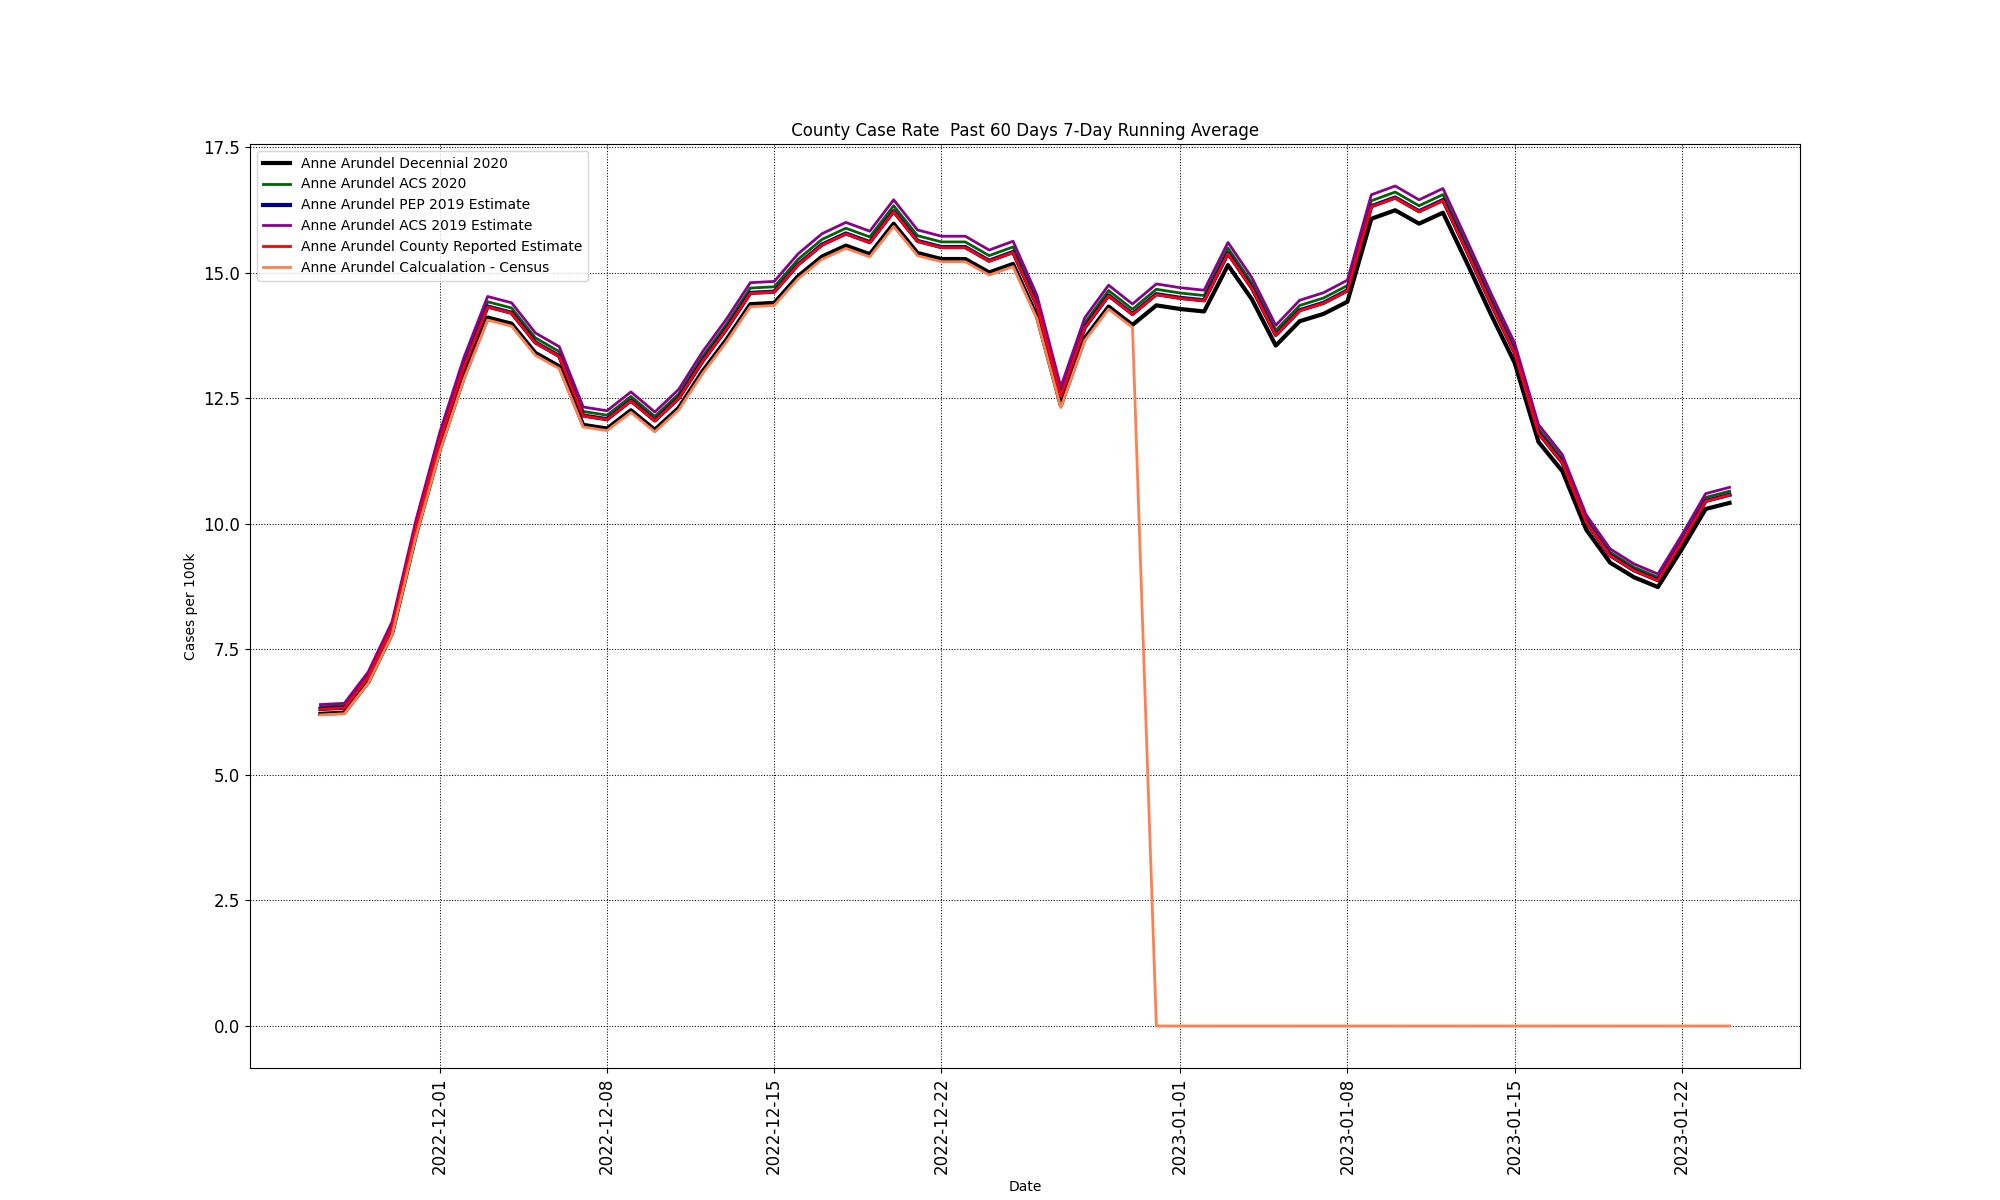 County Case Rate  Past 60 Days 7-Day Running Average
17.5
15.0
12.5
10.0
7.5
5.0
2.5
0.0
Cases per 100k
Anne Arundel Decennial 2020
Anne Arundel ACS 2020
Anne Arundel PEP 2019 Estimate
Anne Arundel ACS 2019 Estimate
Anne Arundel County Reported Estimate
Anne Arundel Calcualation - Census
2022-12-01
2022-12-08
2022-12-15
2022-12-22
2023-01-01
2023-01-08
2023-01-15
2023-01-22
Date